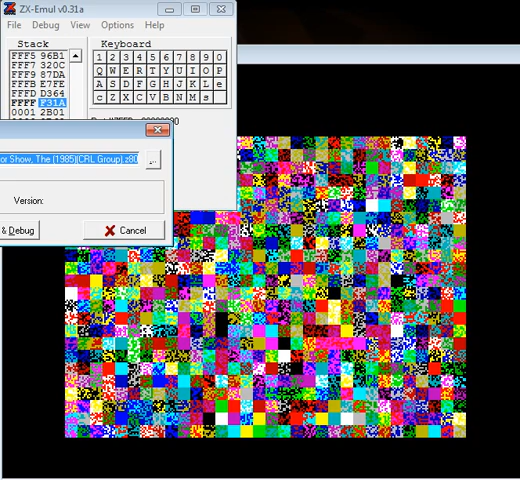 ZX-Emul v0.31a
File Debug View Options Help
Stack
FFF5 96B1
FFF7 320C
FFF9 87DA
FFFB E7FE
FFFD D364
FFFF F31A
0001 2B01
Keyboard
1 2 3 4 5 6 7 8 9 0
Q W E R T Y U I O P
A S D F G H J K L e
c Z X C V B N M s
or Show, The (1985)(CRL Group).z80
...
Version:
& Debug
Cancel